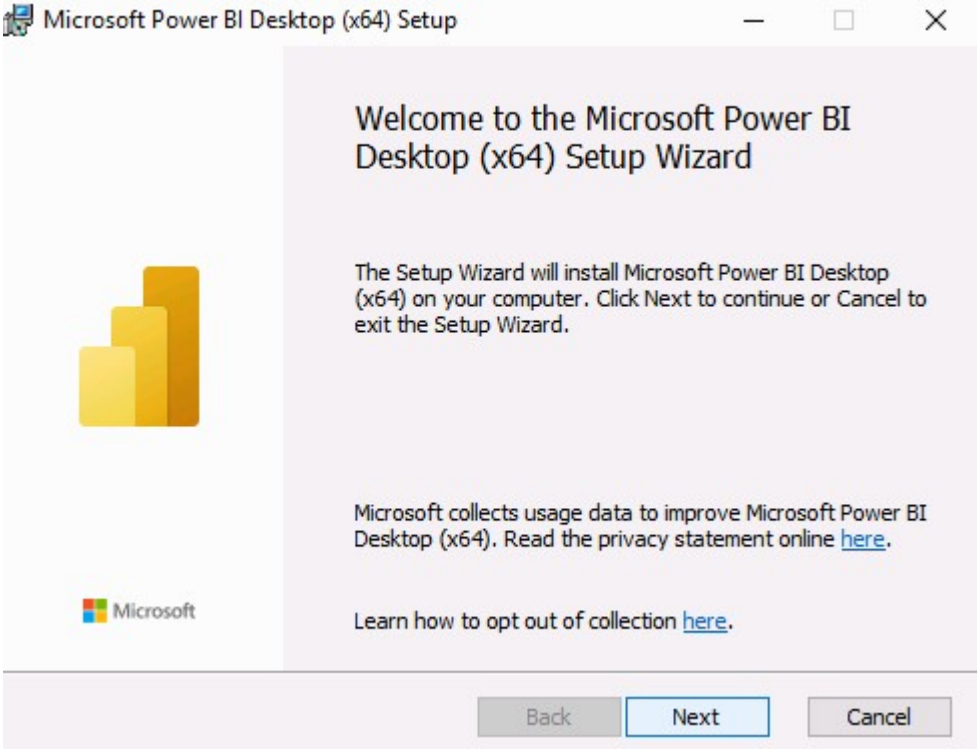 Microsoft Power BI Desktop (x64) Setup
Welcome to the Microsoft Power BI
Desktop (x64) Setup Wizard
The Setup Wizard will install Microsoft Power BI Desktop
(x64) on your computer. Click Next to continue or Cancel to
exit the Setup Wizard.
Microsoft collects usage data to improve Microsoft Power BI
Desktop (x64). Read the privacy statement online here.
Microsoft
Learn how to opt out of collection here.
Back Next Cancel